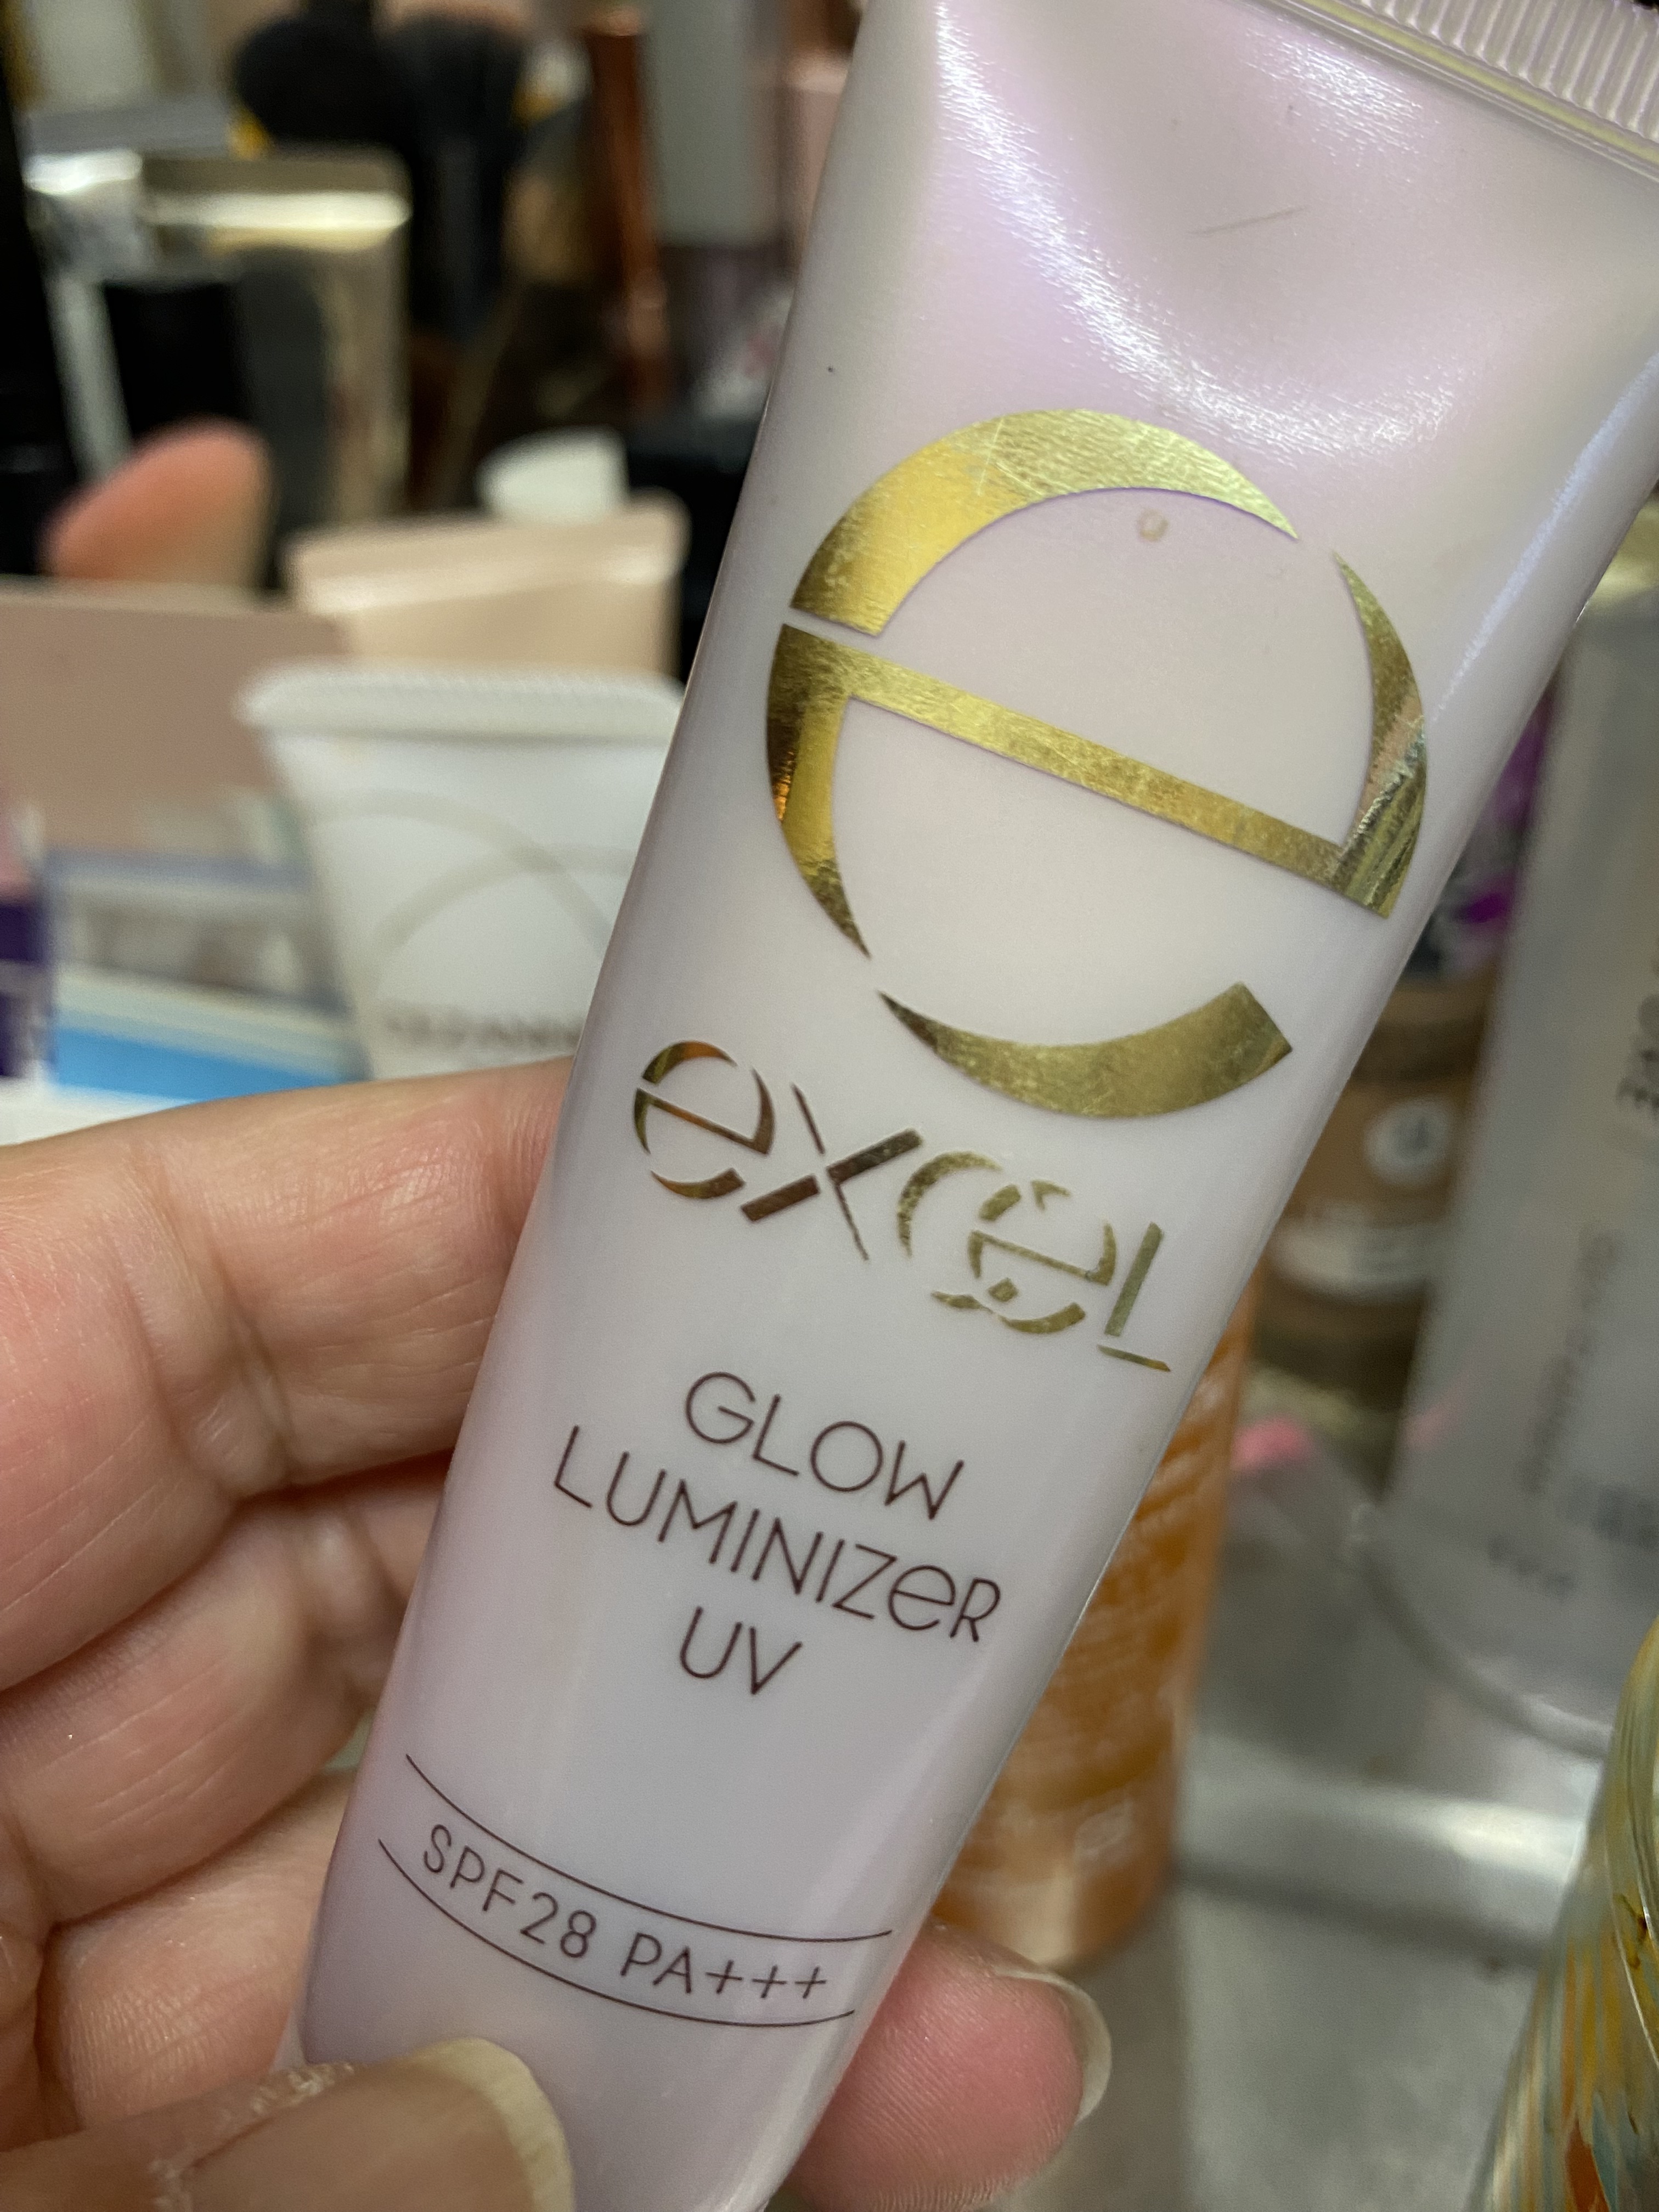 e
excel
GLOW
LUMINIZER
UV
SPF28 PA+++